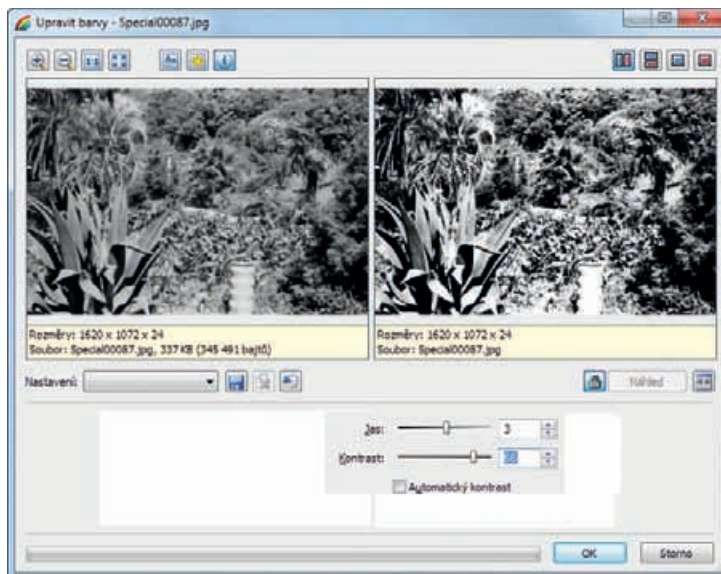 Upravit barvy - Special00087.jpg
Rozměry: 1620 x 1072 x 24
Soubor: Special00087.jpg, 337 KB (345 491 bajtů)
Rozměry: 1620 x 1072 x 24
Soubor: Special00087.jpg
Nastavení:
Náhled
Jas: 3
Kontrast:
Automatický kontrast
OK
Storno